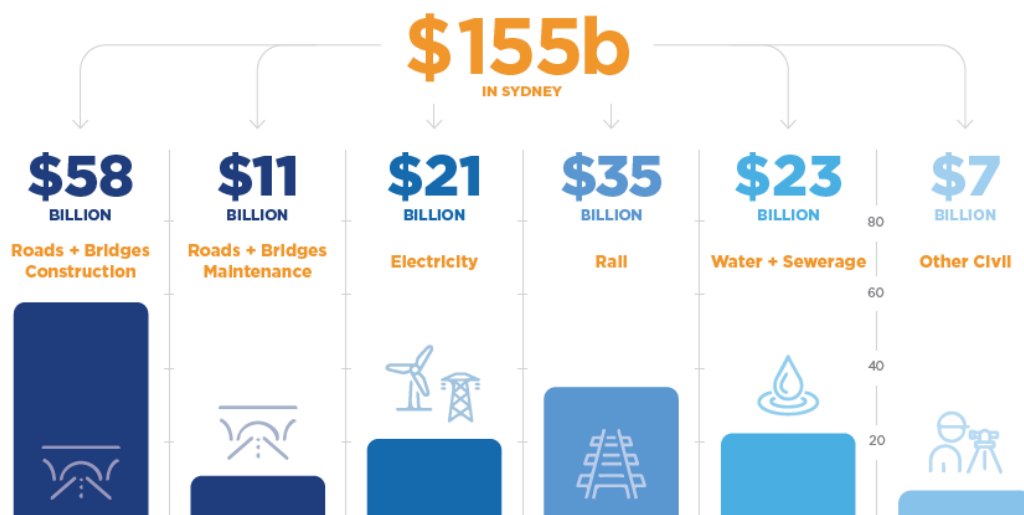 $155b
IN SYDNEY
$58
BILLION
Roads + Bridges
Construction
$11
BILLION
Roads + Bridges
Maintenance
$21
BILLION
Electricity
$35
BILLION
Rail
$23
BILLION
Water + Sewerage
$7
BILLION
Other Civil
80
60
40
20